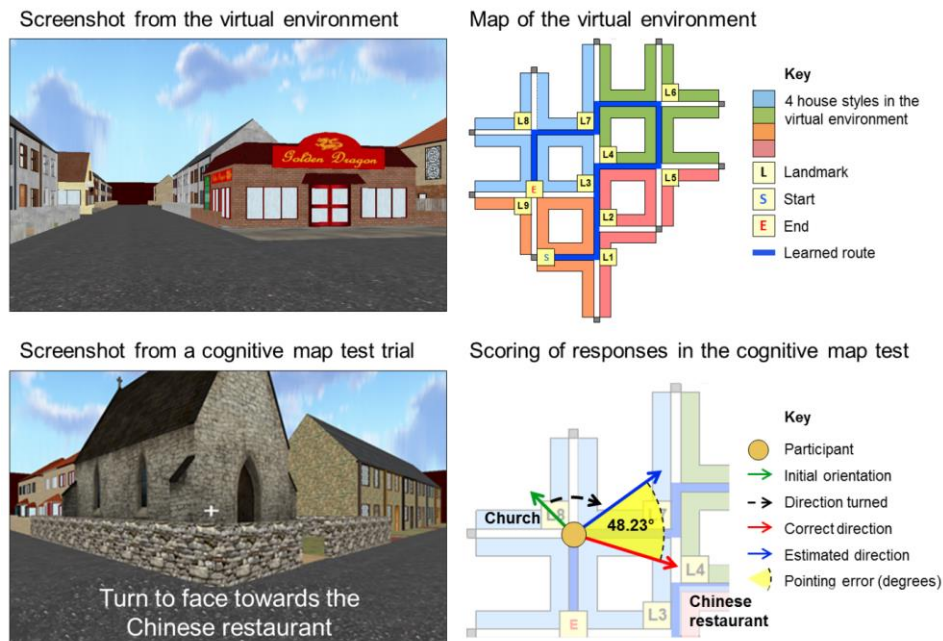 Screenshot from the virtual environment
Golden Dragon
Map of the virtual environment
L6
L8
L7
L4
L3
L5
E
L9
L2
S
L1
Key
4 house styles in the
virtual environment
L Landmark
S Start
E End
Learned route
Screenshot from a cognitive map test trial
Turn to face towards the
Chinese restaurant
Scoring of responses in the cognitive map test
Church
L8
L7
48.23°
L4
Chinese
restaurant
L3
E
Key
Participant
Initial orientation
Direction turned
Correct direction
Estimated direction
Pointing error (degrees)